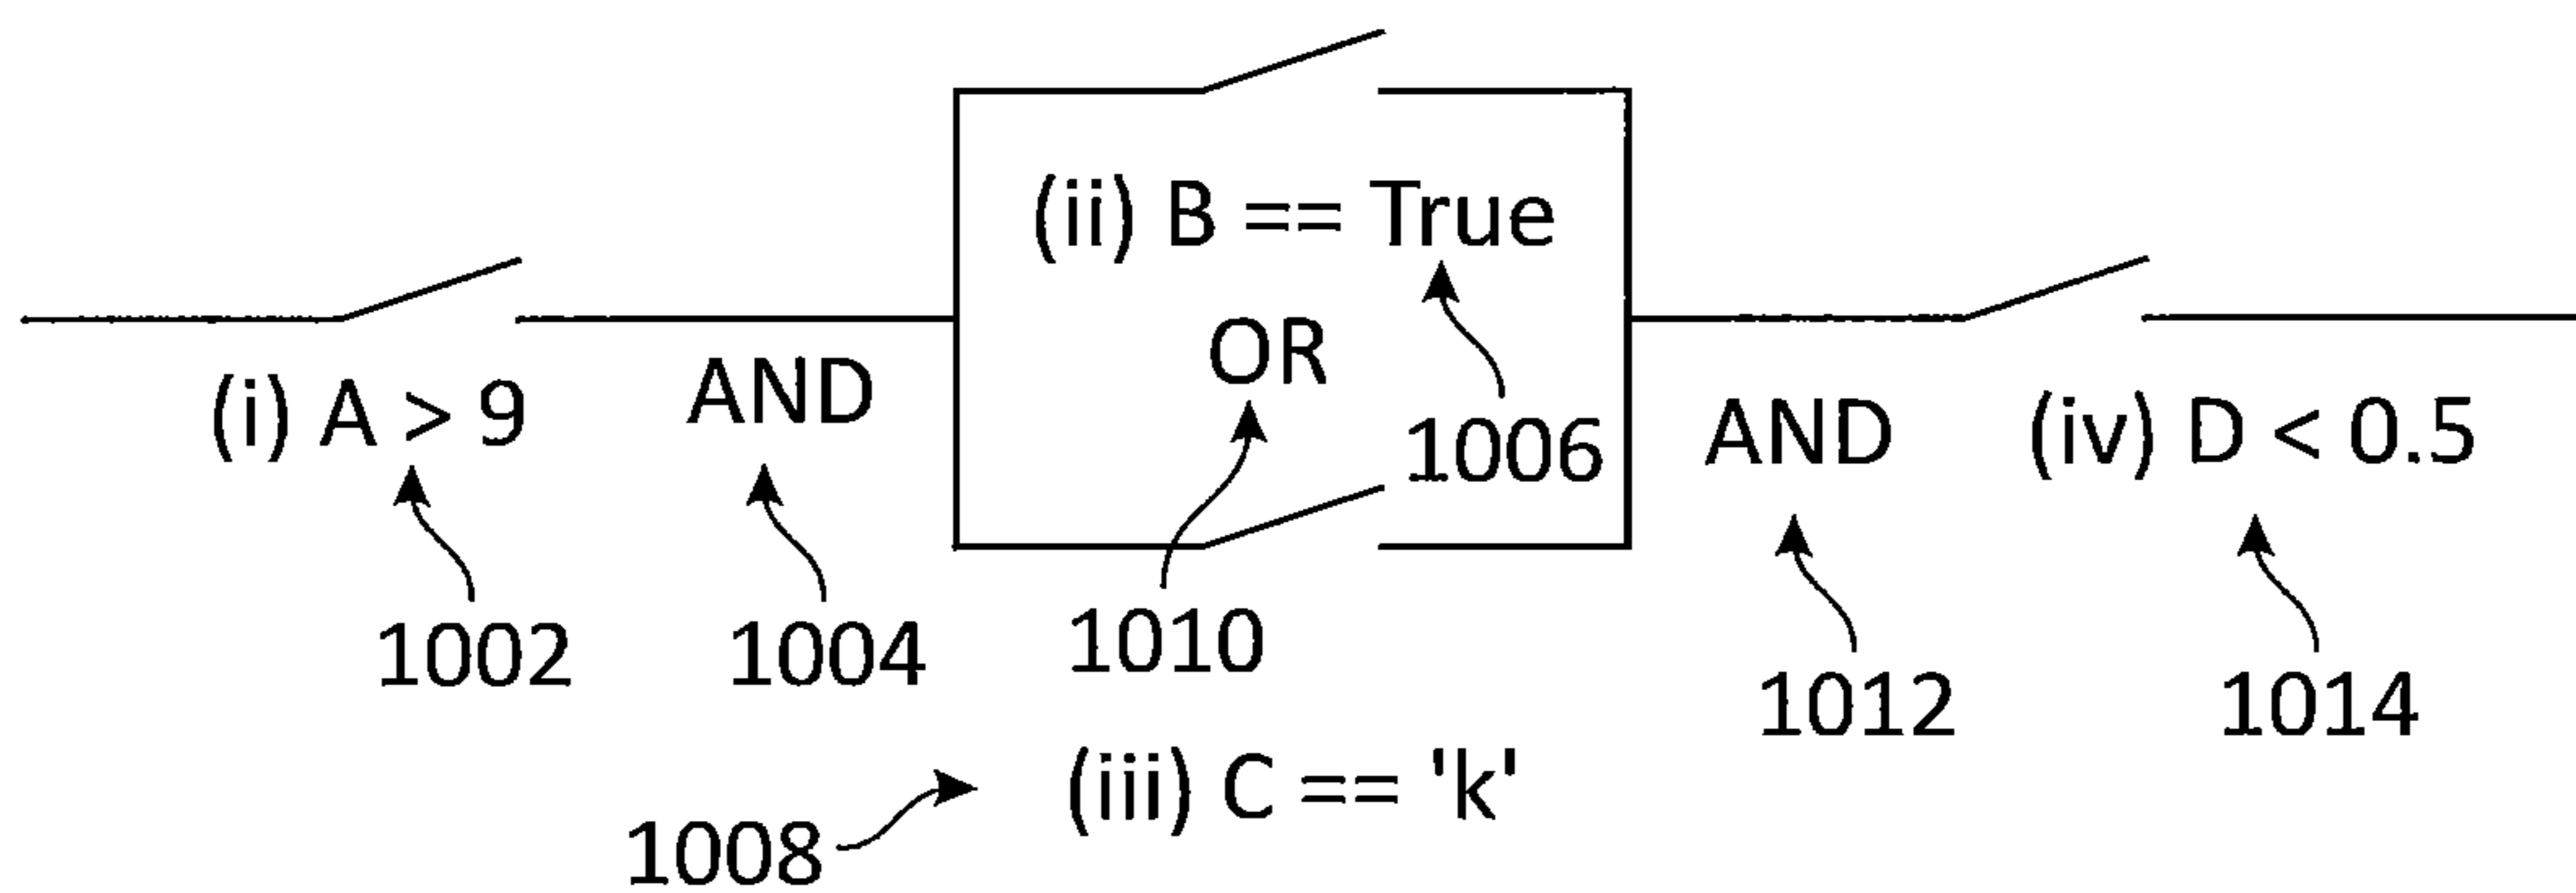 (ii) B == True
OR
(i) A > 9
AND
1006
AND
(iv) D < 0.5
1002
1004
1010
1012
1014
(iii) C == 'k'
1008